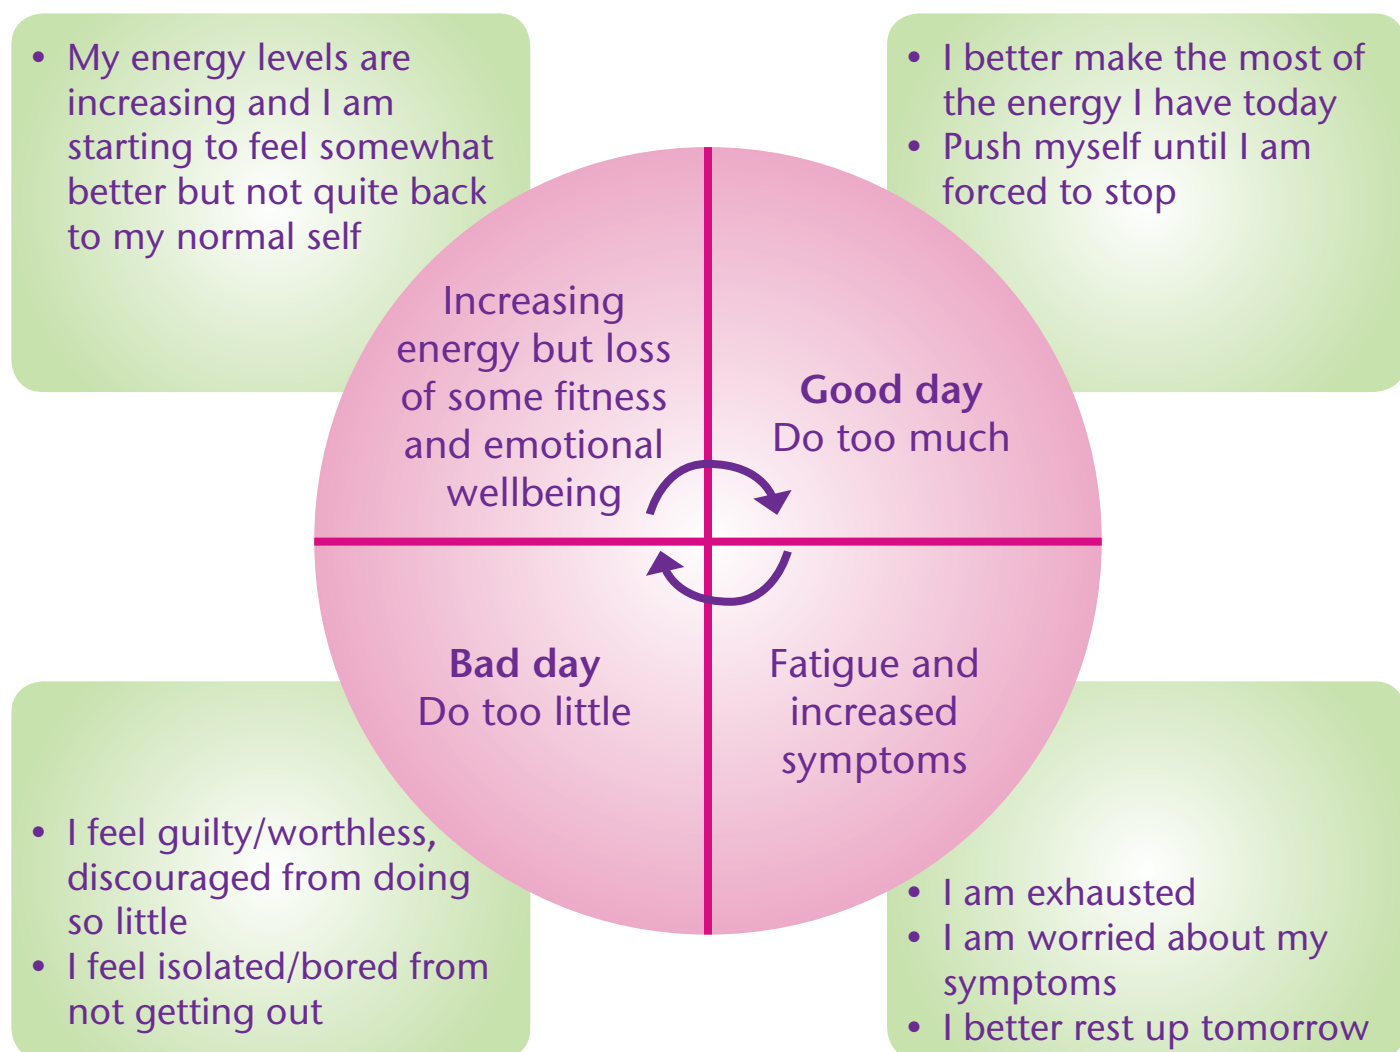 • My energy levels are
increasing and I am
starting to feel somewhat
better but not quite back
to my normal self
• I better make the most of
the energy I have today
• Push myself until I am
forced to stop
Increasing
energy but loss
of some fitness
and emotional
wellbeing
Good day
Do too much
Bad day
Do too little
Fatigue and
increased
symptoms
• I feel guilty/worthless,
discouraged from doing
so little
• I feel isolated/bored from
not getting out
• I am exhausted
• I am worried about my
symptoms
• I better rest up tomorrow